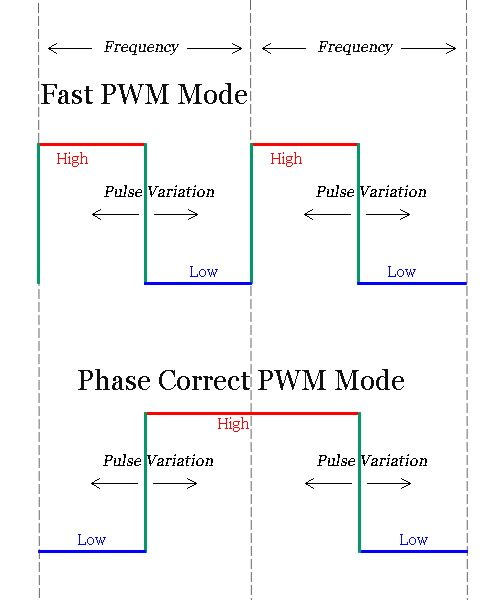 Frequency Frequency
Fast PWM Mode
High High
Pulse Variation Pulse Variation
Low Low
Phase Correct PWM Mode
High
Pulse Variation Pulse Variation
Low Low